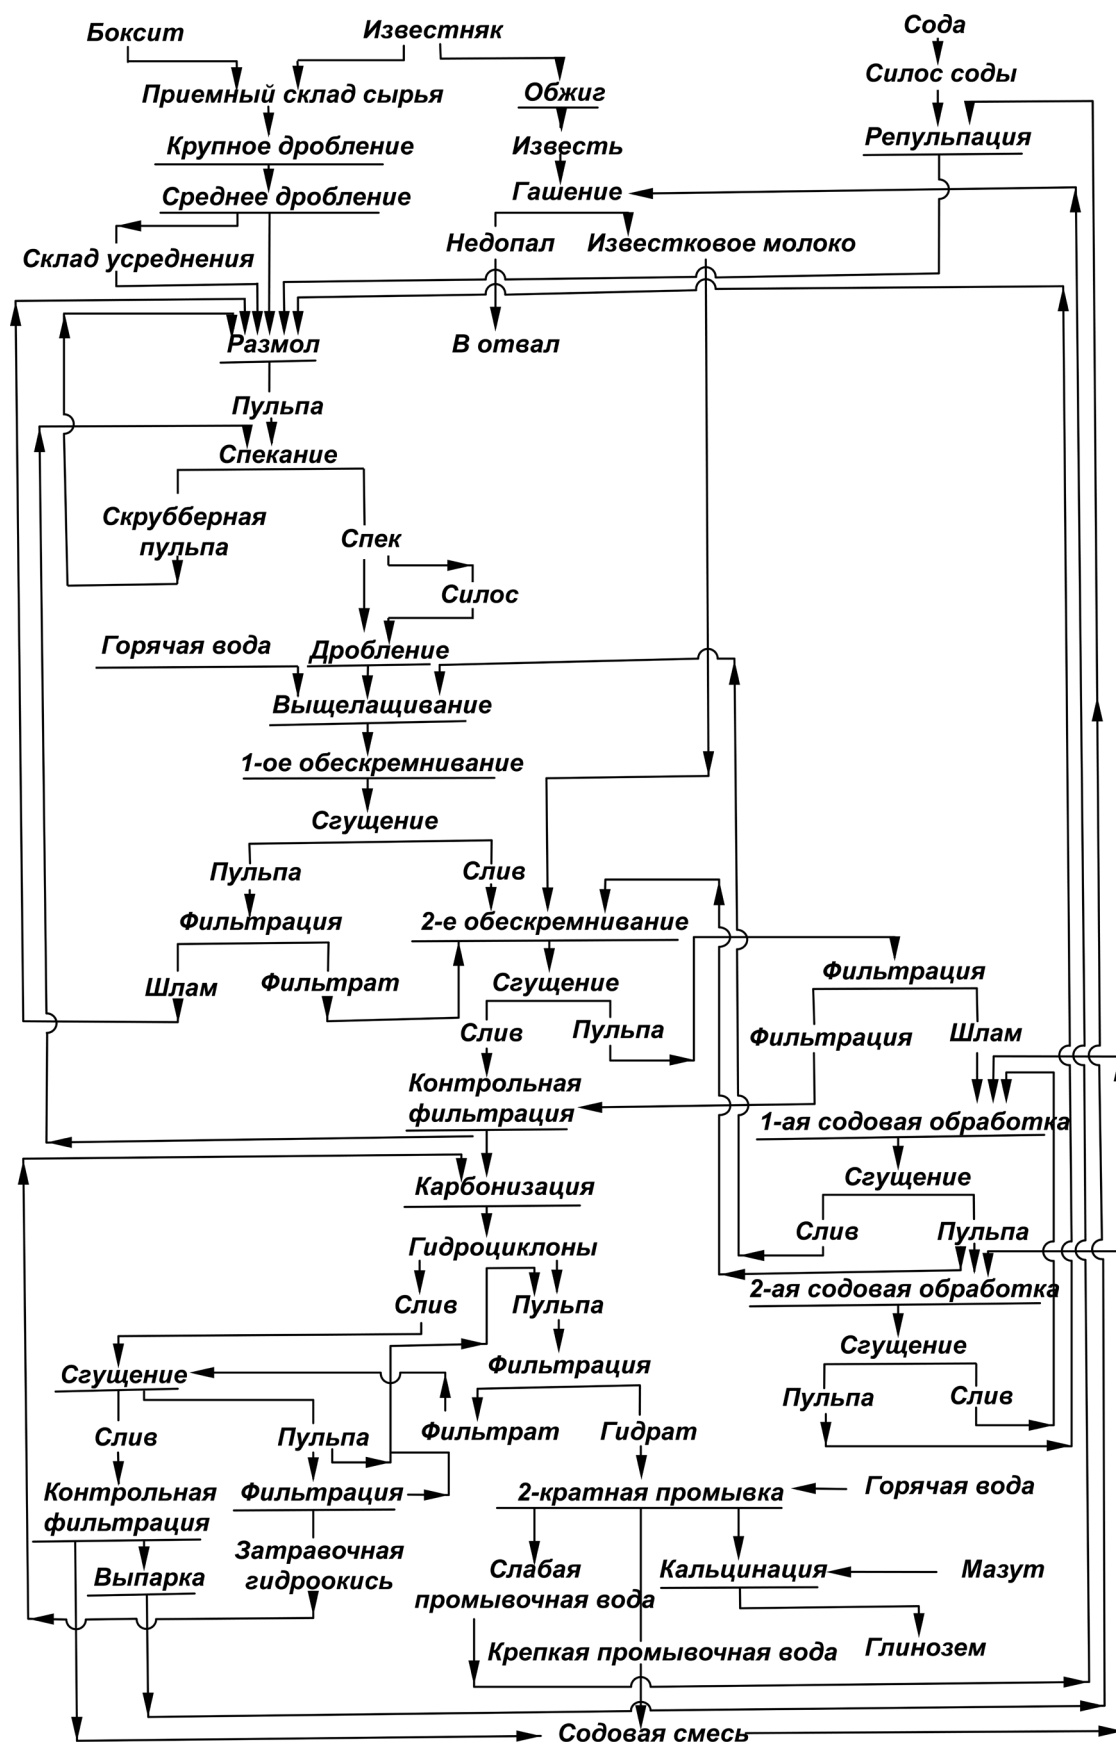 Боксит
Известняк
Сода
Силос соды
Приемный склад сырья
Обжиг
Крупное дробление
Известь
Репульпация
Среднее дробление
Гашение
Склад усреднения
Недопал
Известковое молоко
Размол
В отвал
Пульпа
Спекание
Скрубберная
пульпа
Спек
Силос
Горячая вода
Дробление
Выщелащивание
1-ое обескремнивание
Сгущение
Пульпа
Слив
Фильтрация
2-е обескремнивание
Шлам
Фильтрат
Сгущение
Фильтрация
Слив
Пульпа
Фильтрация
Шлам
Контрольная
фильтрация
1-ая содовая обработка
Сгущение
Карбонизация
Слив
Пульпа
Гидроциклоны
2-ая содовая обработка
Слив
Пульпа
Сгущение
Фильтрация
Сгущение
Пульпа
Слив
Слив
Пульпа
Фильтрат
Гидрат
Контрольная
фильтрация
Фильтрация
2-кратная промывка
Горячая вода
Затравочная
гидроокись
Выпарка
Слабая
промывочная вода
Кальцинация
Мазут
Крепкая промывочная вода
Глинозем
Содовая смесь